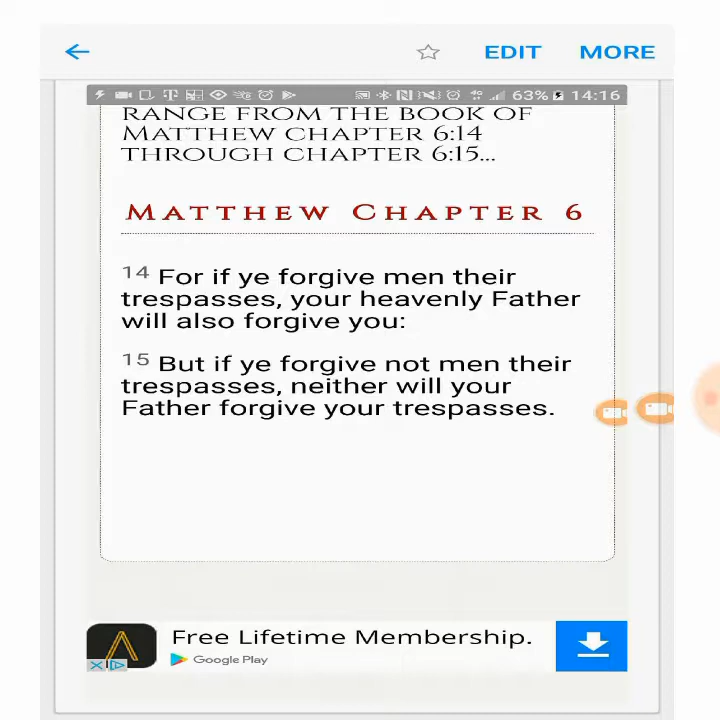 EDIT MORE
63% 14:16
RANGE FROM THE BOOK OF
MATTHEW CHAPTER 6:14
THROUGH CHAPTER 6:15...
MATTHEW CHAPTER 6
14 For if ye forgive men their
trespasses, your heavenly Father
will also forgive you:
15 But if ye forgive not men their
trespasses, neither will your
Father forgive your trespasses.
Free Lifetime Membership.
Google Play